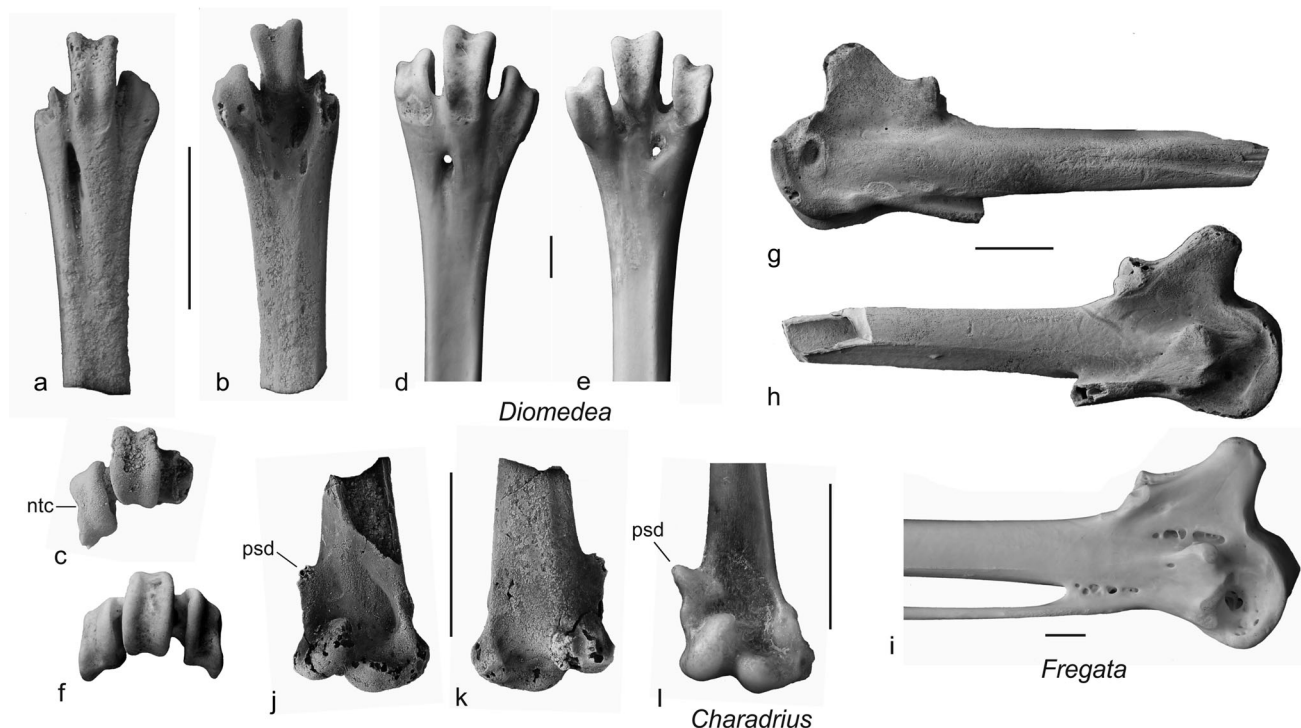 a
b
d
e
Diomedea
g
h
ntc
c
f
psd
j
k
psd
l
Charadrius
i
Fregata